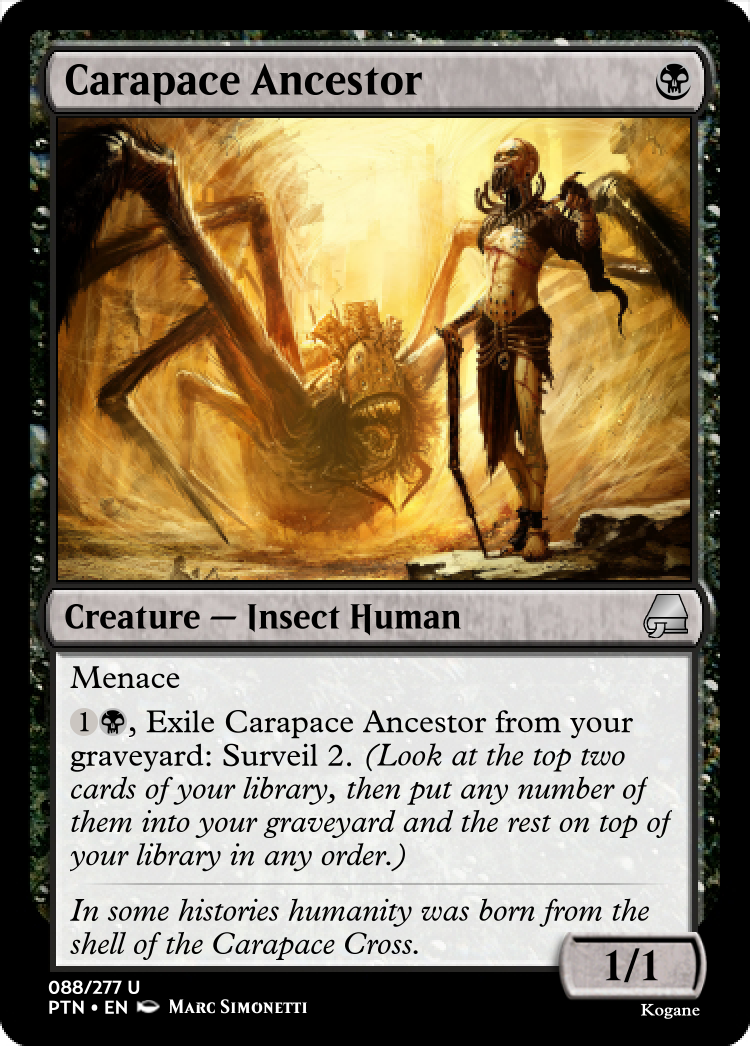 Carapace Ancestor
Creature — Insect Human
Menace
1, Exile Carapace Ancestor from your
graveyard: Surveil 2. (Look at the top two
cards of your library, then put any number of
them into your graveyard and the rest on top of
your library in any order.)
In some histories humanity was born from the
shell of the Carapace Cross.
1/1
088/277 U
PTN • EN Marc Simonetti
Kogane